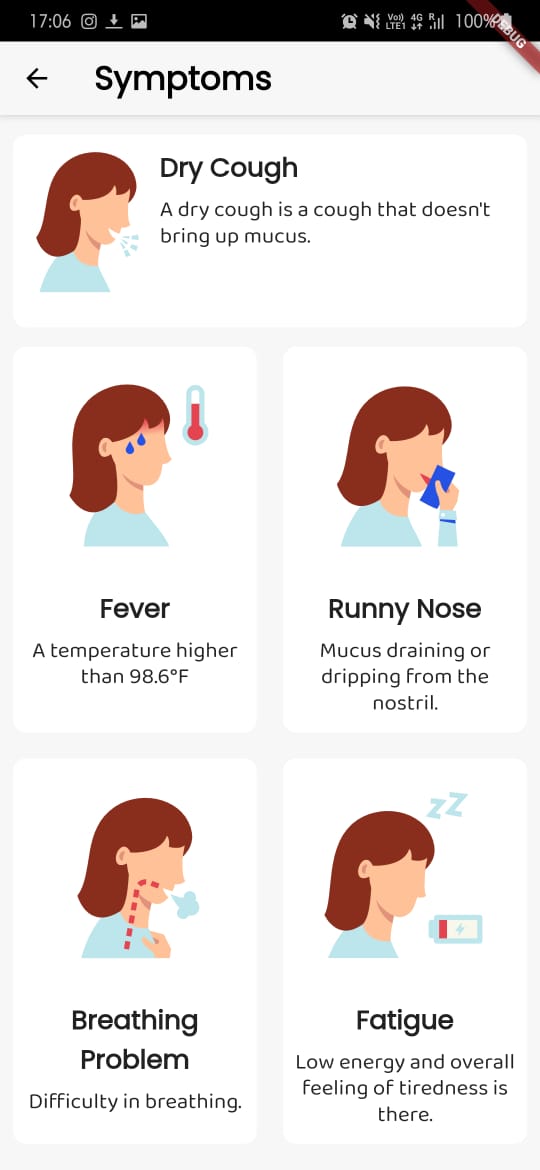 17:06 Vo)) LTE1 4G R 100%
DEBUG
Symptoms
Dry Cough
A dry cough is a cough that doesn't
bring up mucus.
Fever
A temperature higher
than 98.6°F
Runny Nose
Mucus draining or
dripping from the
nostril.
zz
Breathing
Problem
Difficulty in breathing.
Fatigue
Low energy and overall
feeling of tiredness is
there.